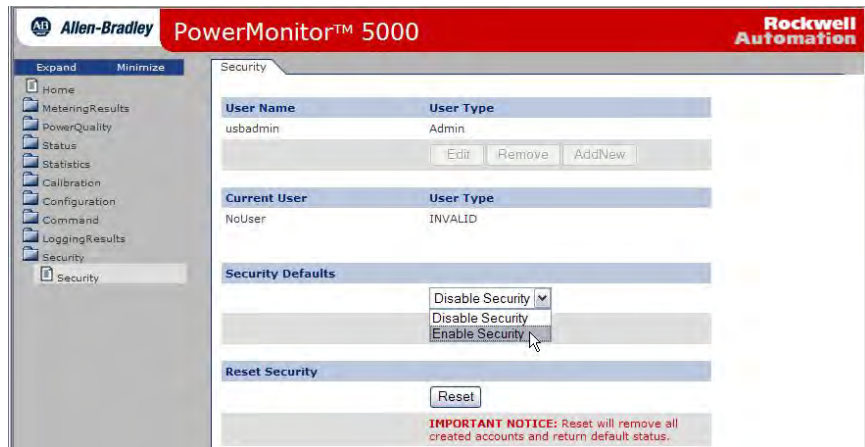 AB Allen-Bradley PowerMonitor™ 5000 Rockwell Automation
Expand Minimize
Home
MeteringResults
PowerQuality
Status
Statistics
Calibration
Configuration
Command
LoggingResults
Security
Security
Security
User Name User Type
usbadmin Admin
Edit Remove AddNew
Current User User Type
NoUser INVALID
Security Defaults
Disable Security
Disable Security
Enable Security
Reset Security
Reset
IMPORTANT NOTICE: Reset will remove all
created accounts and return default status.